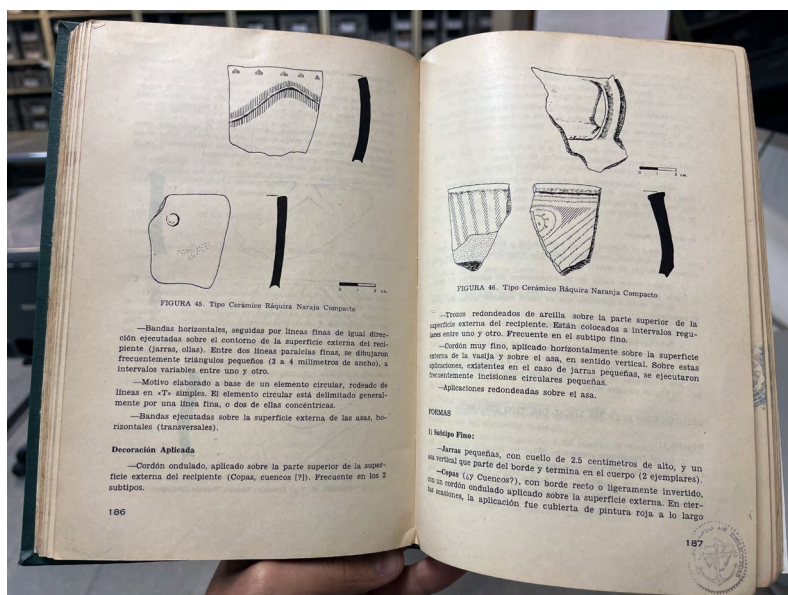 0 1 2 cm.
FIGURA 45. Tipo Cerámico Ráquira Naraja Compacto
—Bandas horizontales, seguidas por líneas finas de igual direc-
ción ejecutadas sobre el contorno de la superficie externa del reci-
piente (jarras, ollas). Entre dos líneas paralelas finas, se dibujaron
frecuentemente triángulos pequeños (3 a 4 milímetros de ancho), a
intervalos variables entre uno y otro.
—Motivo elaborado a base de un elemento circular, rodeado de
líneas en «T» simples. El elemento circular está delimitado general-
mente por una línea fina, o dos de ellas concéntricas.
—Bandas ejecutadas sobre la superficie externa de las asas, ho-
rizontales (transversales).
Decoración Aplicada
—Cordón ondulado, aplicado sobre la parte superior de la super-
ficie externa del recipiente (Copas, cuencos [?]). Frecuente en los 2
subtipos.
186
0 1 2 cm.
FIGURA 46. Tipo Cerámico Ráquira Naranja Compacto
—Trozos redondeados de arcilla sobre la parte superior de la
superficie externa del recipiente. Están colocados a intervalos regu-
lares entre uno y otro. Frecuente en el subtipo fino.
—Cordón muy fino, aplicado horizontalmente sobre la superficie
externa de la vasija y sobre el asa, en sentido vertical. Sobre estas
aplicaciones, existentes en el caso de jarras pequeñas, se ejecutaron
frecuentemente incisiones circulares pequeñas.
—Aplicaciones redondeadas sobre el asa.
FORMAS
1) Subtipo Fino:
—Jarras pequeñas, con cuello de 2.5 centímetros de alto, y un
asa vertical que parte del borde y termina en el cuerpo (2 ejemplares).
—Copas (¿y Cuencos?), con borde recto o ligeramente invertido,
con un cordón ondulado aplicado sobre la superficie externa. En cier-
tas ocasiones, la aplicación fue cubierta de pintura roja a lo largo
187